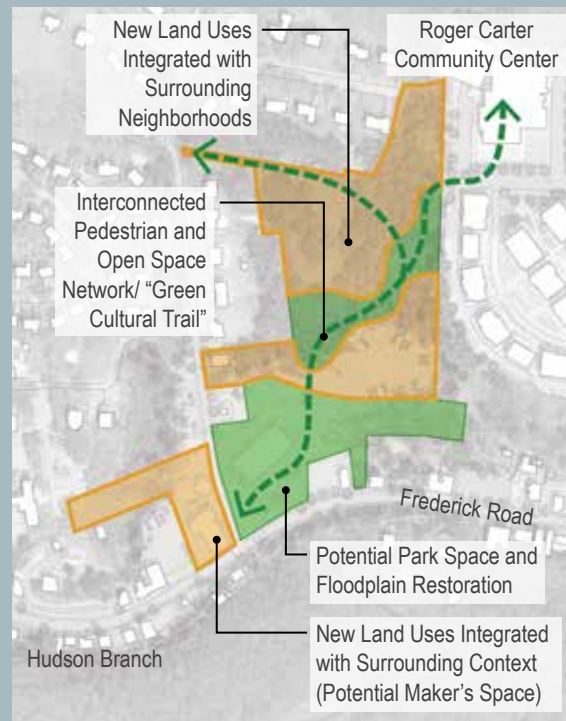 New Land Uses
Integrated with
Surrounding
Neighborhoods
Roger Carter
Community Center
Interconnected
Pedestrian and
Open Space
Network/ “Green
Cultural Trail”
Frederick Road
Potential Park Space and
Floodplain Restoration
New Land Uses Integrated
with Surrounding Context
(Potential Maker’s Space)
Hudson Branch